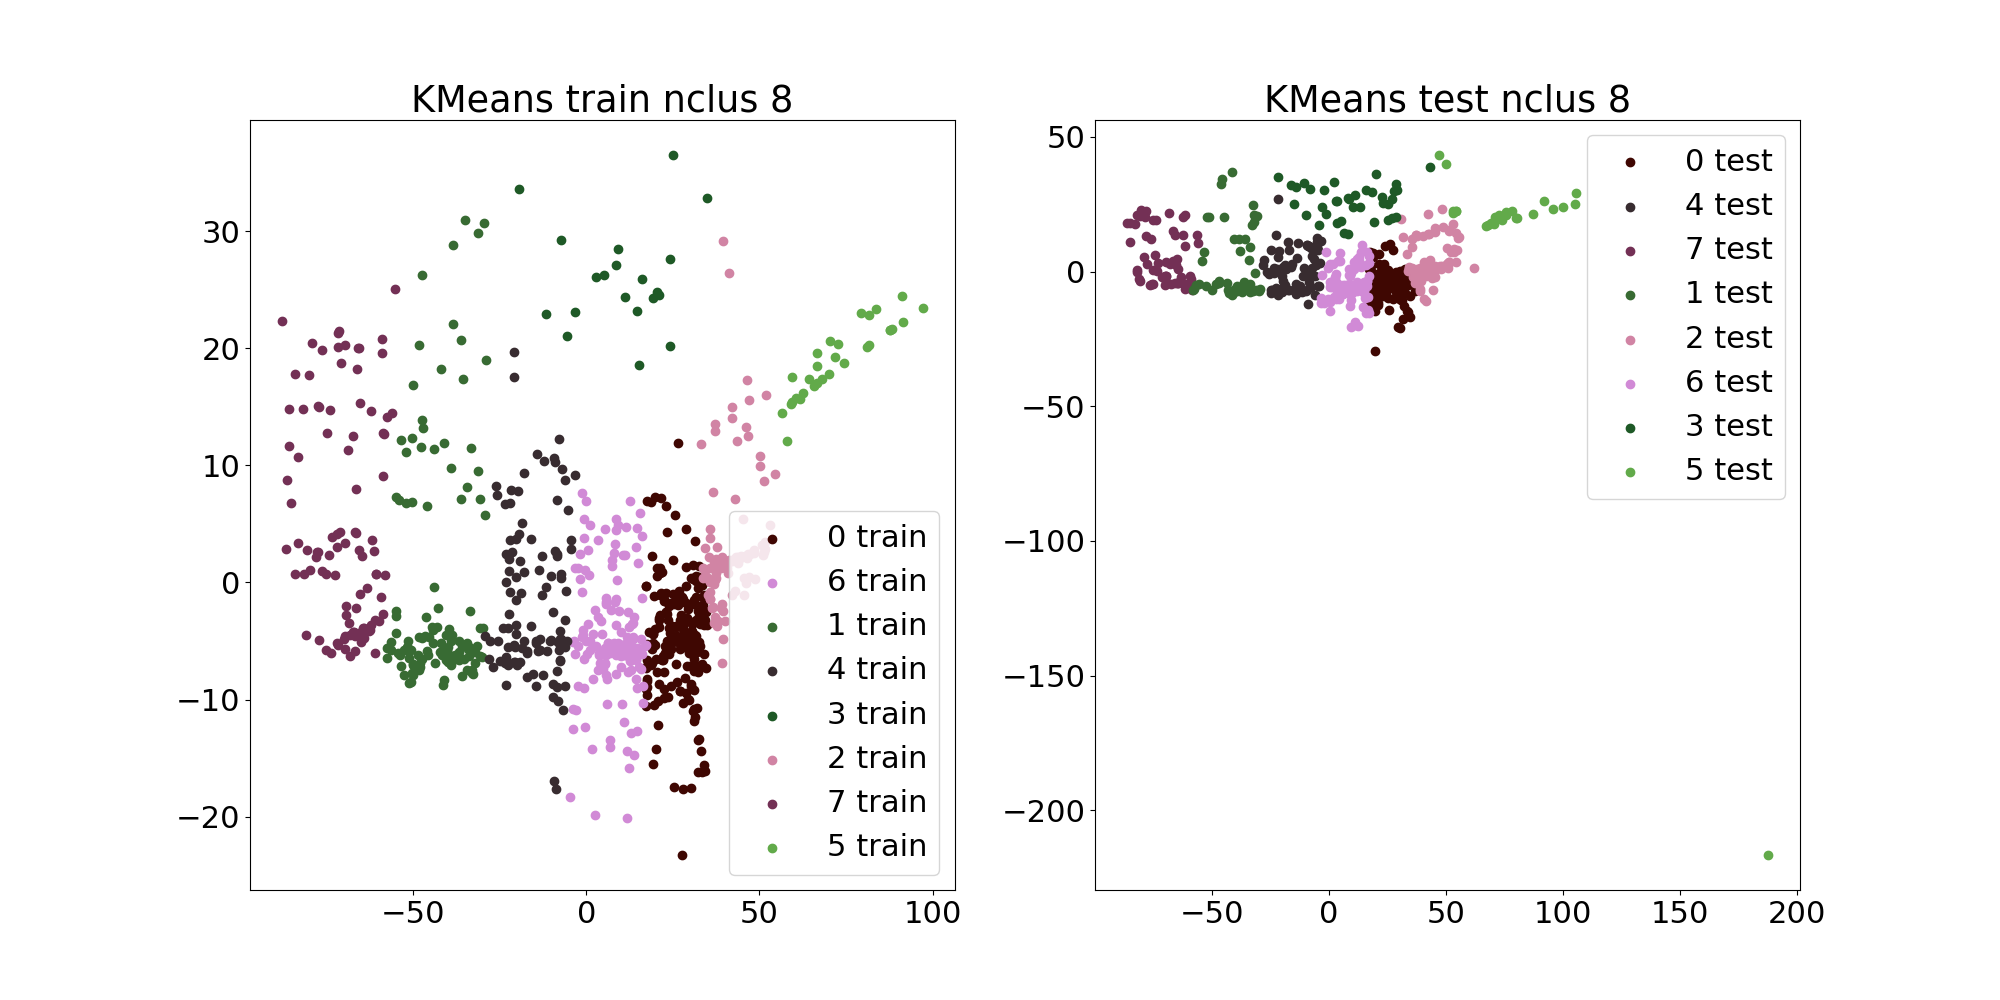 KMeans train nclus 8
30
20
10
0
−10
−20
−50
0
50
100
0 train
6 train
1 train
4 train
3 train
2 train
7 train
5 train
KMeans test nclus 8
50
0
−50
−100
−150
−200
−50
0
50
100
150
200
0 test
4 test
7 test
1 test
2 test
6 test
3 test
5 test